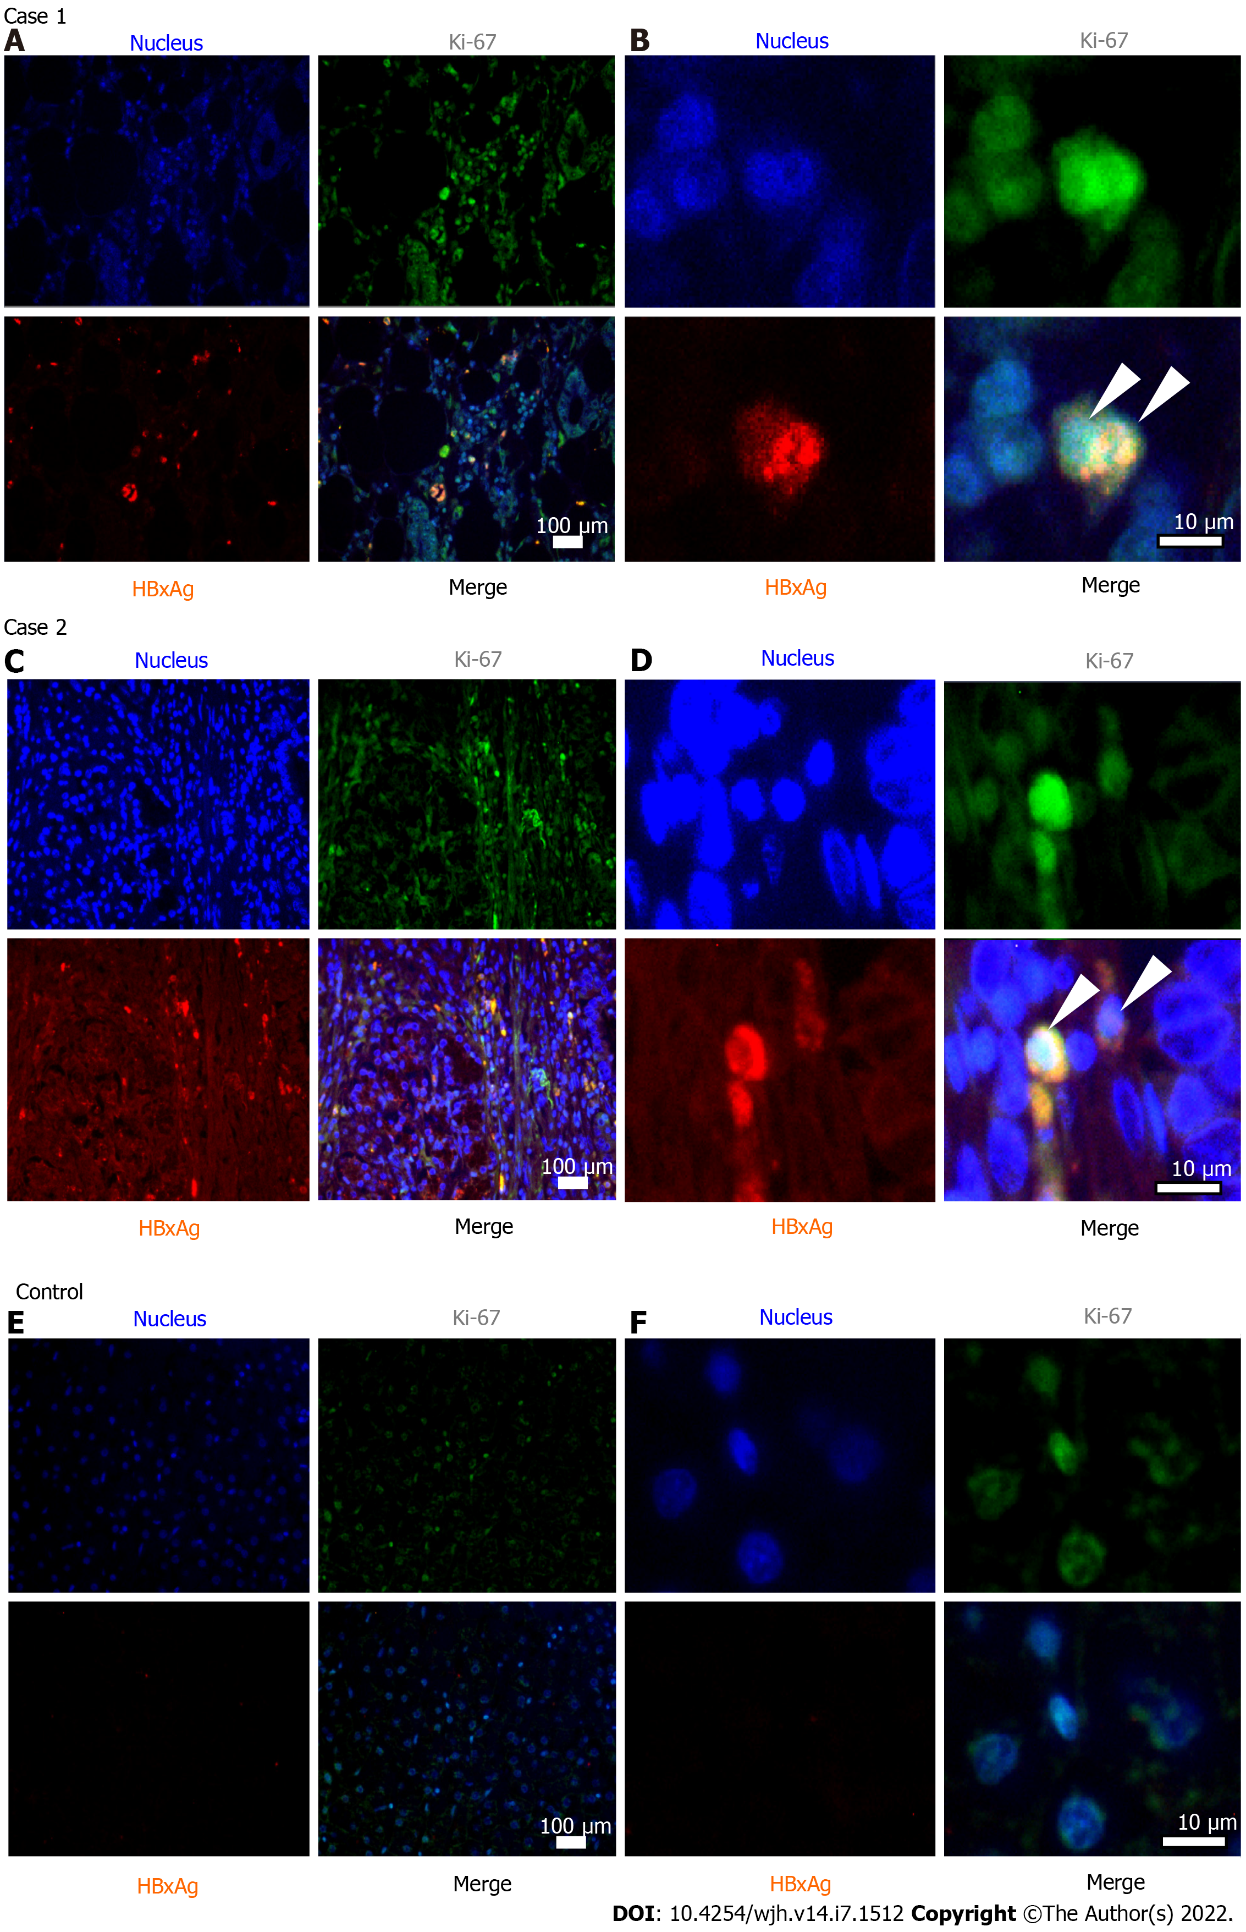 Case 1
A Nucleus Ki-67 B Nucleus Ki-67
100 µm 10 µm
HBxAg Merge HBxAg Merge
Case 2
C Nucleus Ki-67 D Nucleus Ki-67
100 µm 10 µm
HBxAg Merge HBxAg Merge
Control
E Nucleus Ki-67 F Nucleus Ki-67
100 µm 10 µm
HBxAg Merge HBxAg Merge
DOI: 10.4254/wjh.v14.i7.1512 Copyright ©The Author(s) 2022.